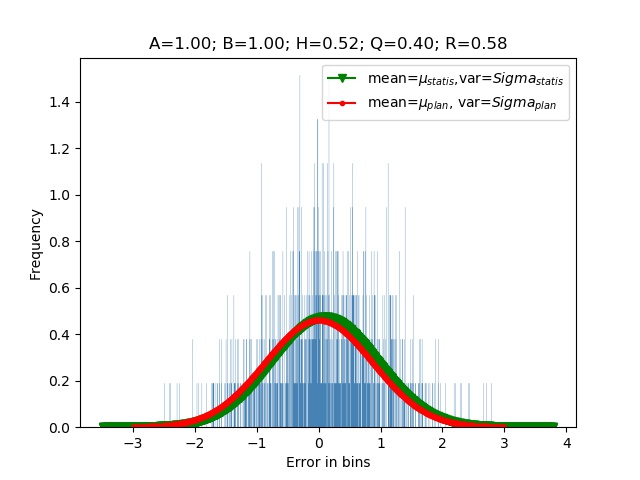 A=1.00; B=1.00; H=0.52; Q=0.40; R=0.58
mean=μstatis,var=Sigmastatis
mean=μplan, var=Sigmaplan
Frequency
1.4
1.2
1.0
0.8
0.6
0.4
0.2
0.0
−3 −2 −1 0 1 2 3 4
Error in bins